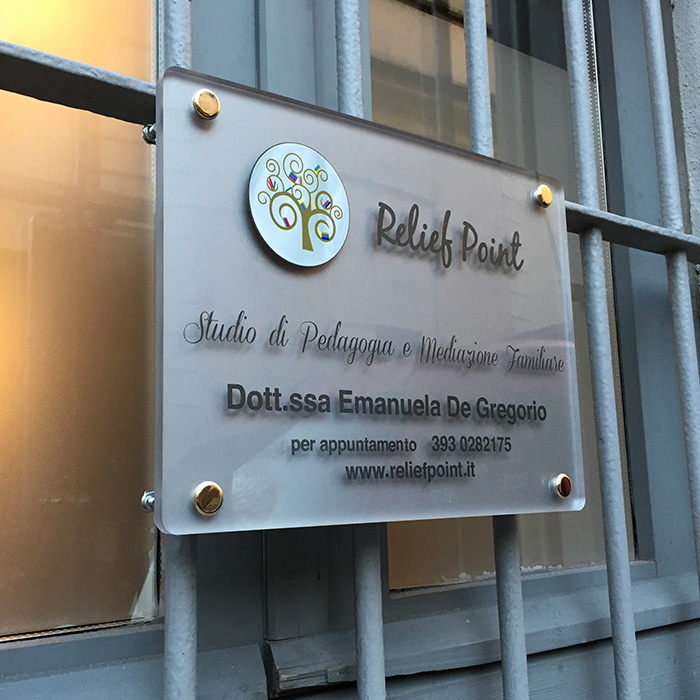 Relief Point
Studio di Pedagogia e Mediazione Familiare
Dott.ssa Emanuela De Gregorio
per appuntamento 393 0282175
www.reliefpoint.it